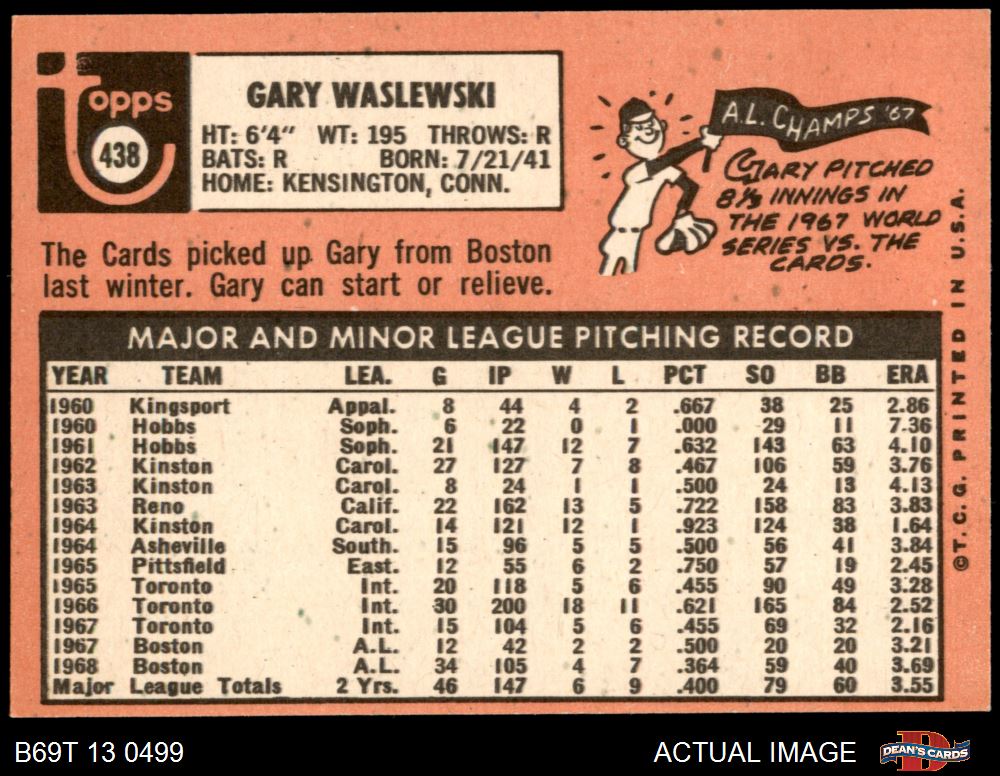 Topps
438
GARY WASLEWSKI
HT: 6'4" WT: 195 THROWS: R
BATS: R BORN: 7/21/41
HOME: KENSINGTON, CONN.
A.L. CHAMPS '67
GARY PITCHED
8⅓ INNINGS IN
THE 1967 WORLD
SERIES VS. THE
CARDS.
The Cards picked up Gary from Boston
last winter. Gary can start or relieve.
MAJOR AND MINOR LEAGUE PITCHING RECORD
YEAR TEAM LEA. G IP W L PCT SO BB ERA
1960 Kingsport Appal. 8 44 4 2 .667 38 25 2.86
1960 Hobbs Soph. 6 22 0 1 .000 29 11 7.36
1961 Hobbs Soph. 21 147 12 7 .632 143 63 4.10
1962 Kinston Carol. 27 127 7 8 .467 106 59 3.76
1963 Kinston Carol. 8 24 1 1 .500 24 13 4.13
1963 Reno Calif. 22 162 13 5 .722 158 83 3.83
1964 Kinston Carol. 14 121 12 1 .923 124 38 1.64
1964 Asheville South. 15 96 5 5 .500 56 41 3.84
1965 Pittsfield East. 12 55 6 2 .750 57 19 2.45
1965 Toronto Int. 20 118 5 6 .455 90 49 3.28
1966 Toronto Int. 30 200 18 11 .621 165 84 2.52
1967 Toronto Int. 15 104 5 6 .455 69 32 2.16
1967 Boston A.L. 12 42 2 2 .500 20 20 3.21
1968 Boston A.L. 34 105 4 7 .364 59 40 3.69
Major League Totals 2 Yrs. 46 147 6 9 .400 79 60 3.55
©T.C.G. PRINTED IN U.S.A.
B69T 13 0499
ACTUAL IMAGE
DEAN'S CARDS